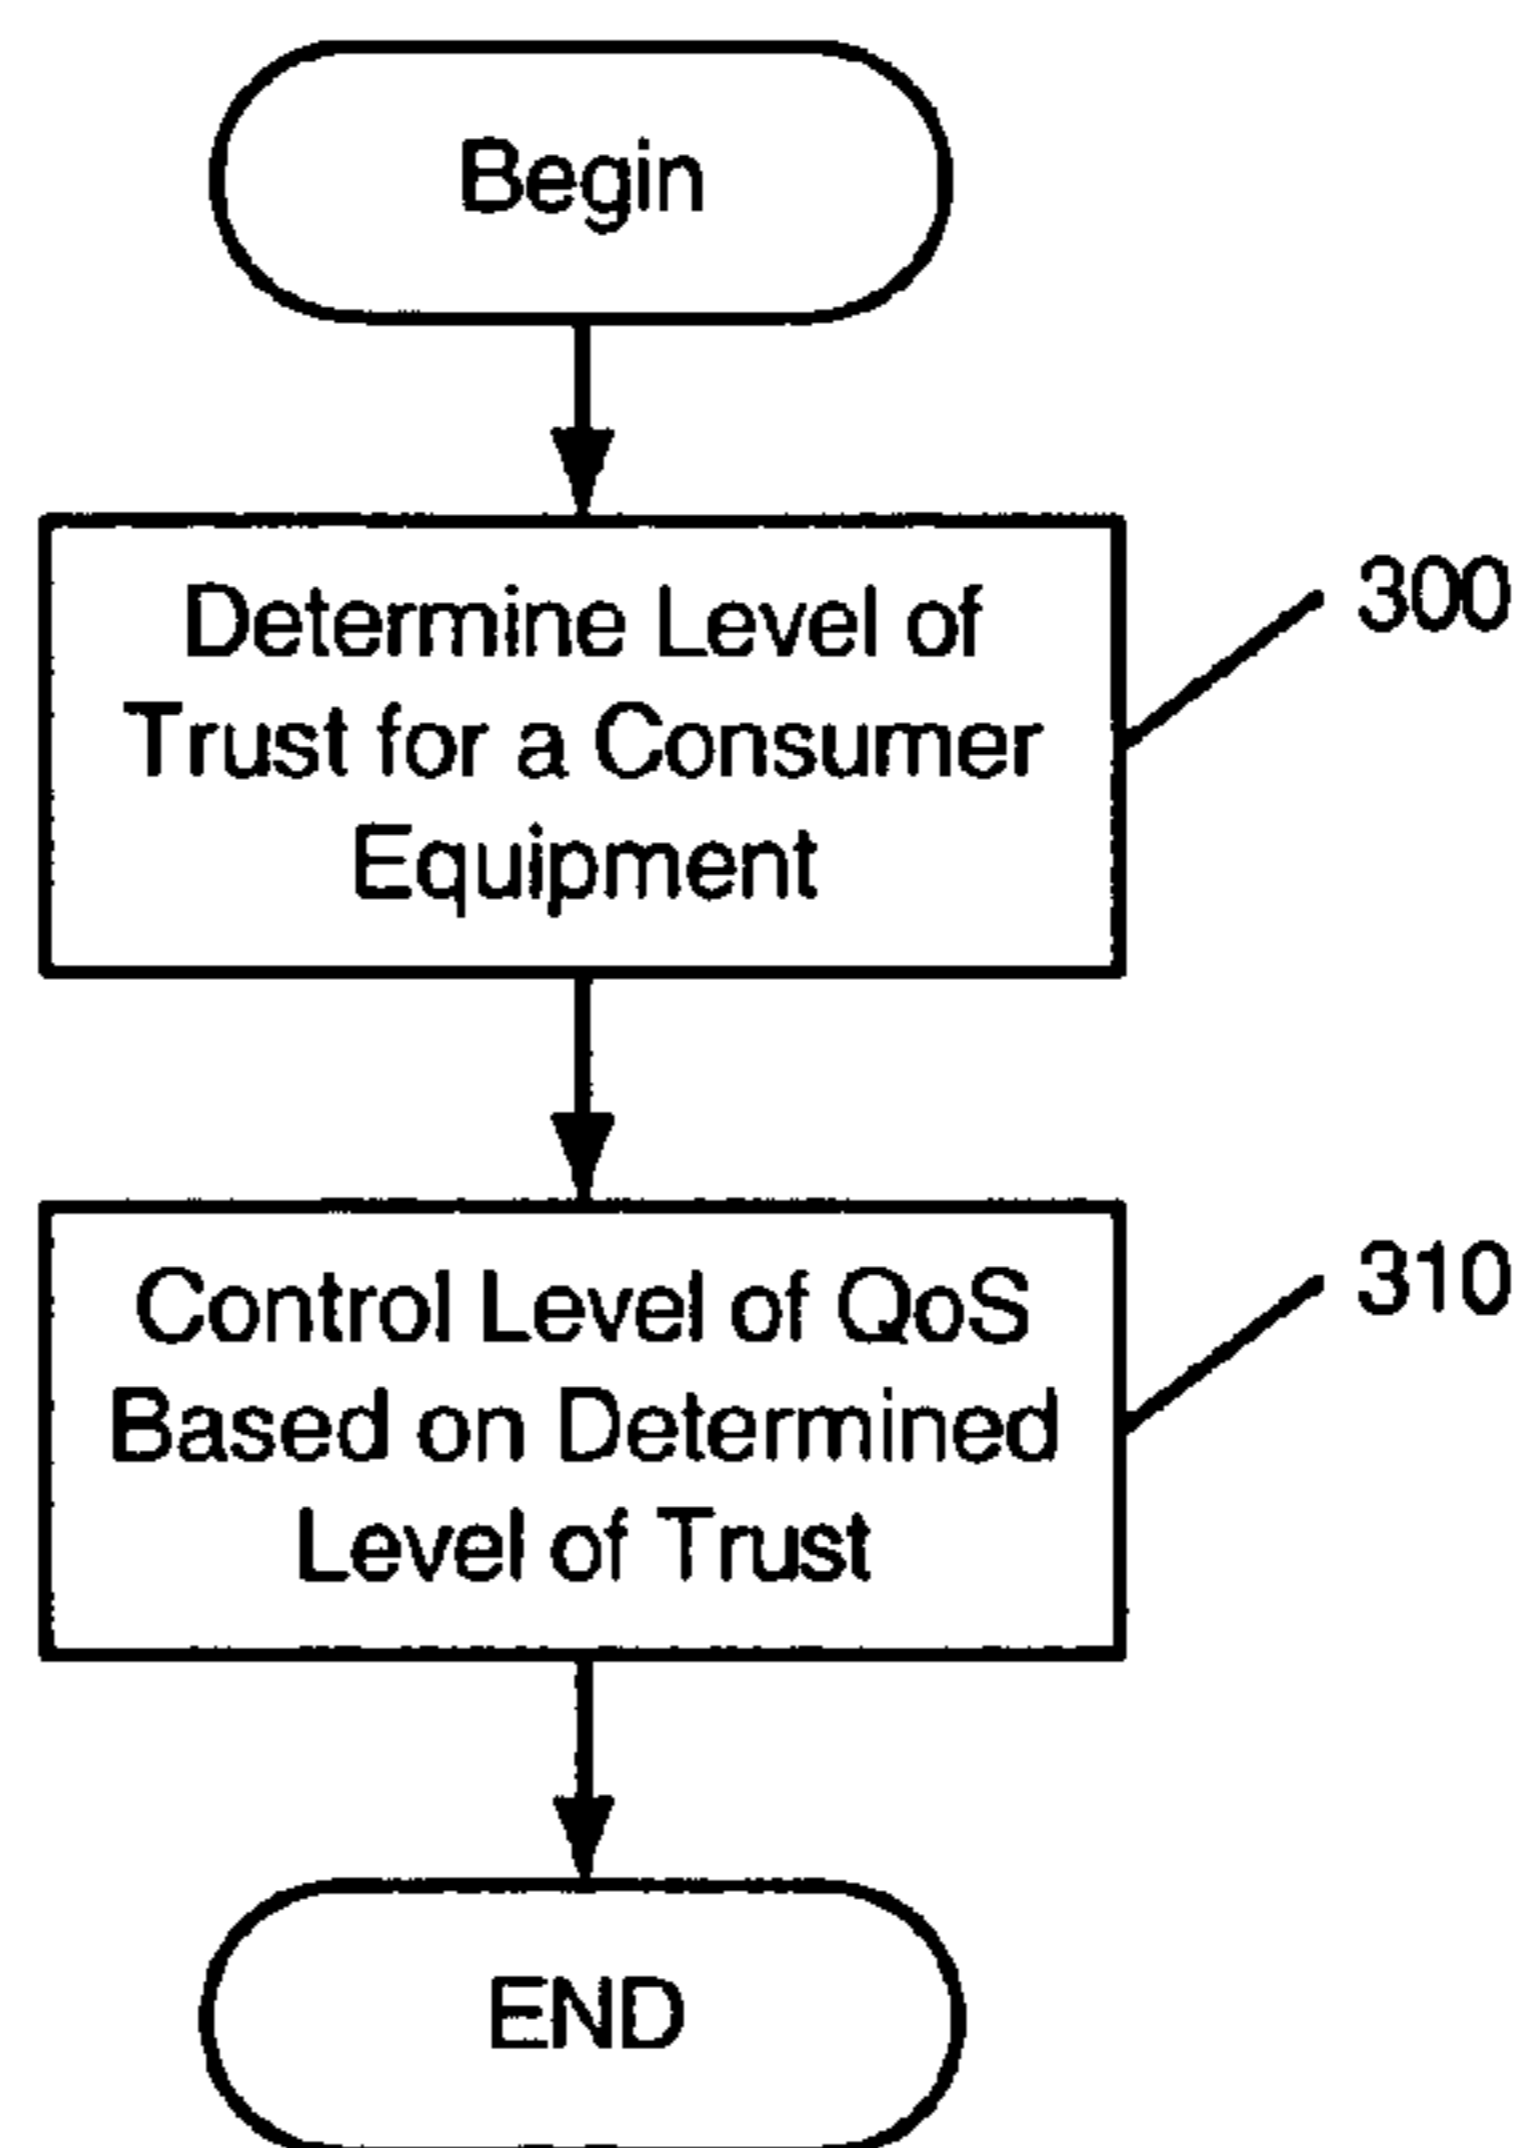 Begin
Determine Level of
Trust for a Consumer
Equipment
300
Control Level of QoS
Based on Determined
Level of Trust
310
END